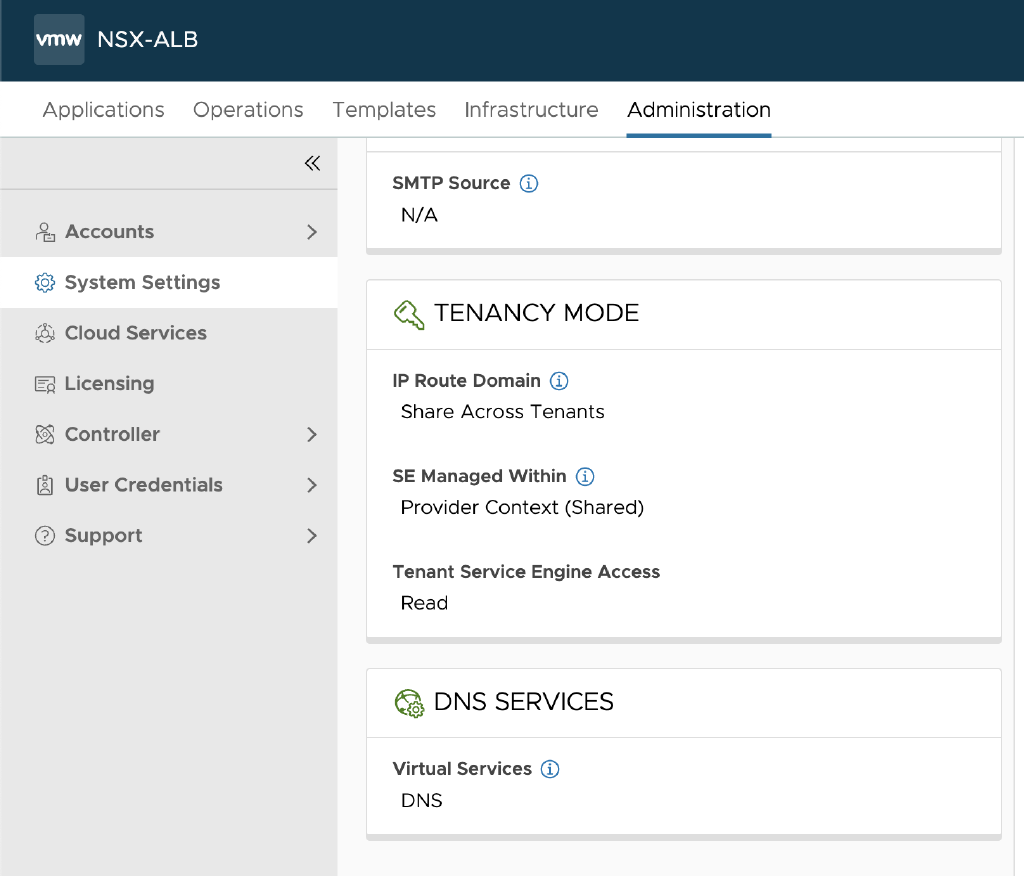 vmw NSX-ALB
Applications Operations Templates Infrastructure Administration
Accounts
System Settings
Cloud Services
Licensing
Controller
User Credentials
Support
SMTP Source
N/A
TENANCY MODE
IP Route Domain
Share Across Tenants
SE Managed Within
Provider Context (Shared)
Tenant Service Engine Access
Read
DNS SERVICES
Virtual Services
DNS